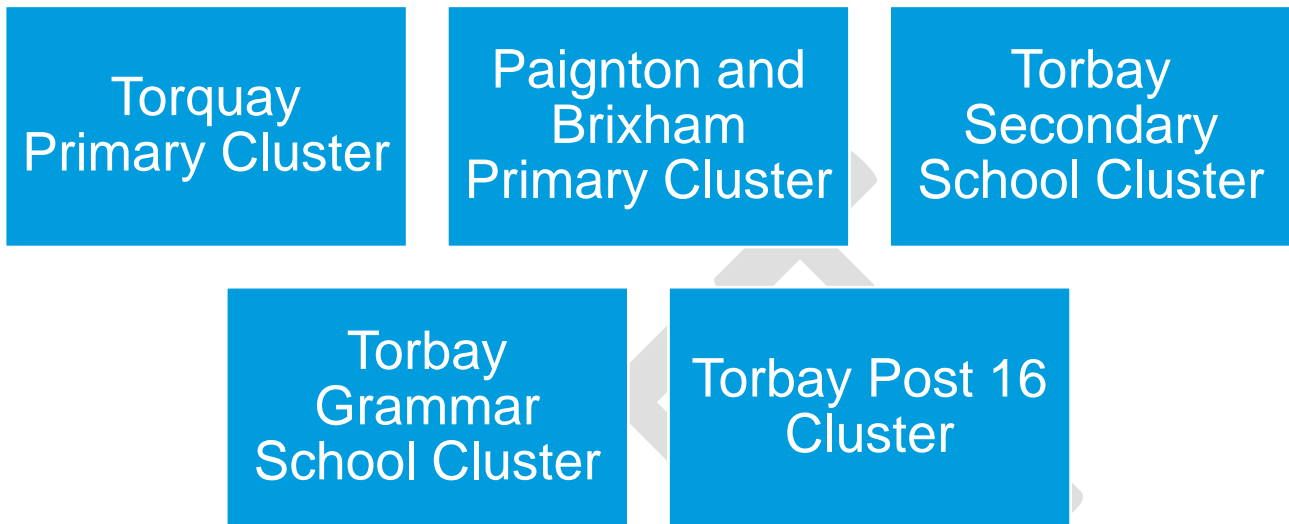 Torquay
Primary Cluster
Paignton and
Brixham
Primary Cluster
Torbay
Secondary
School Cluster
Torbay
Grammar
School Cluster
Torbay Post 16
Cluster